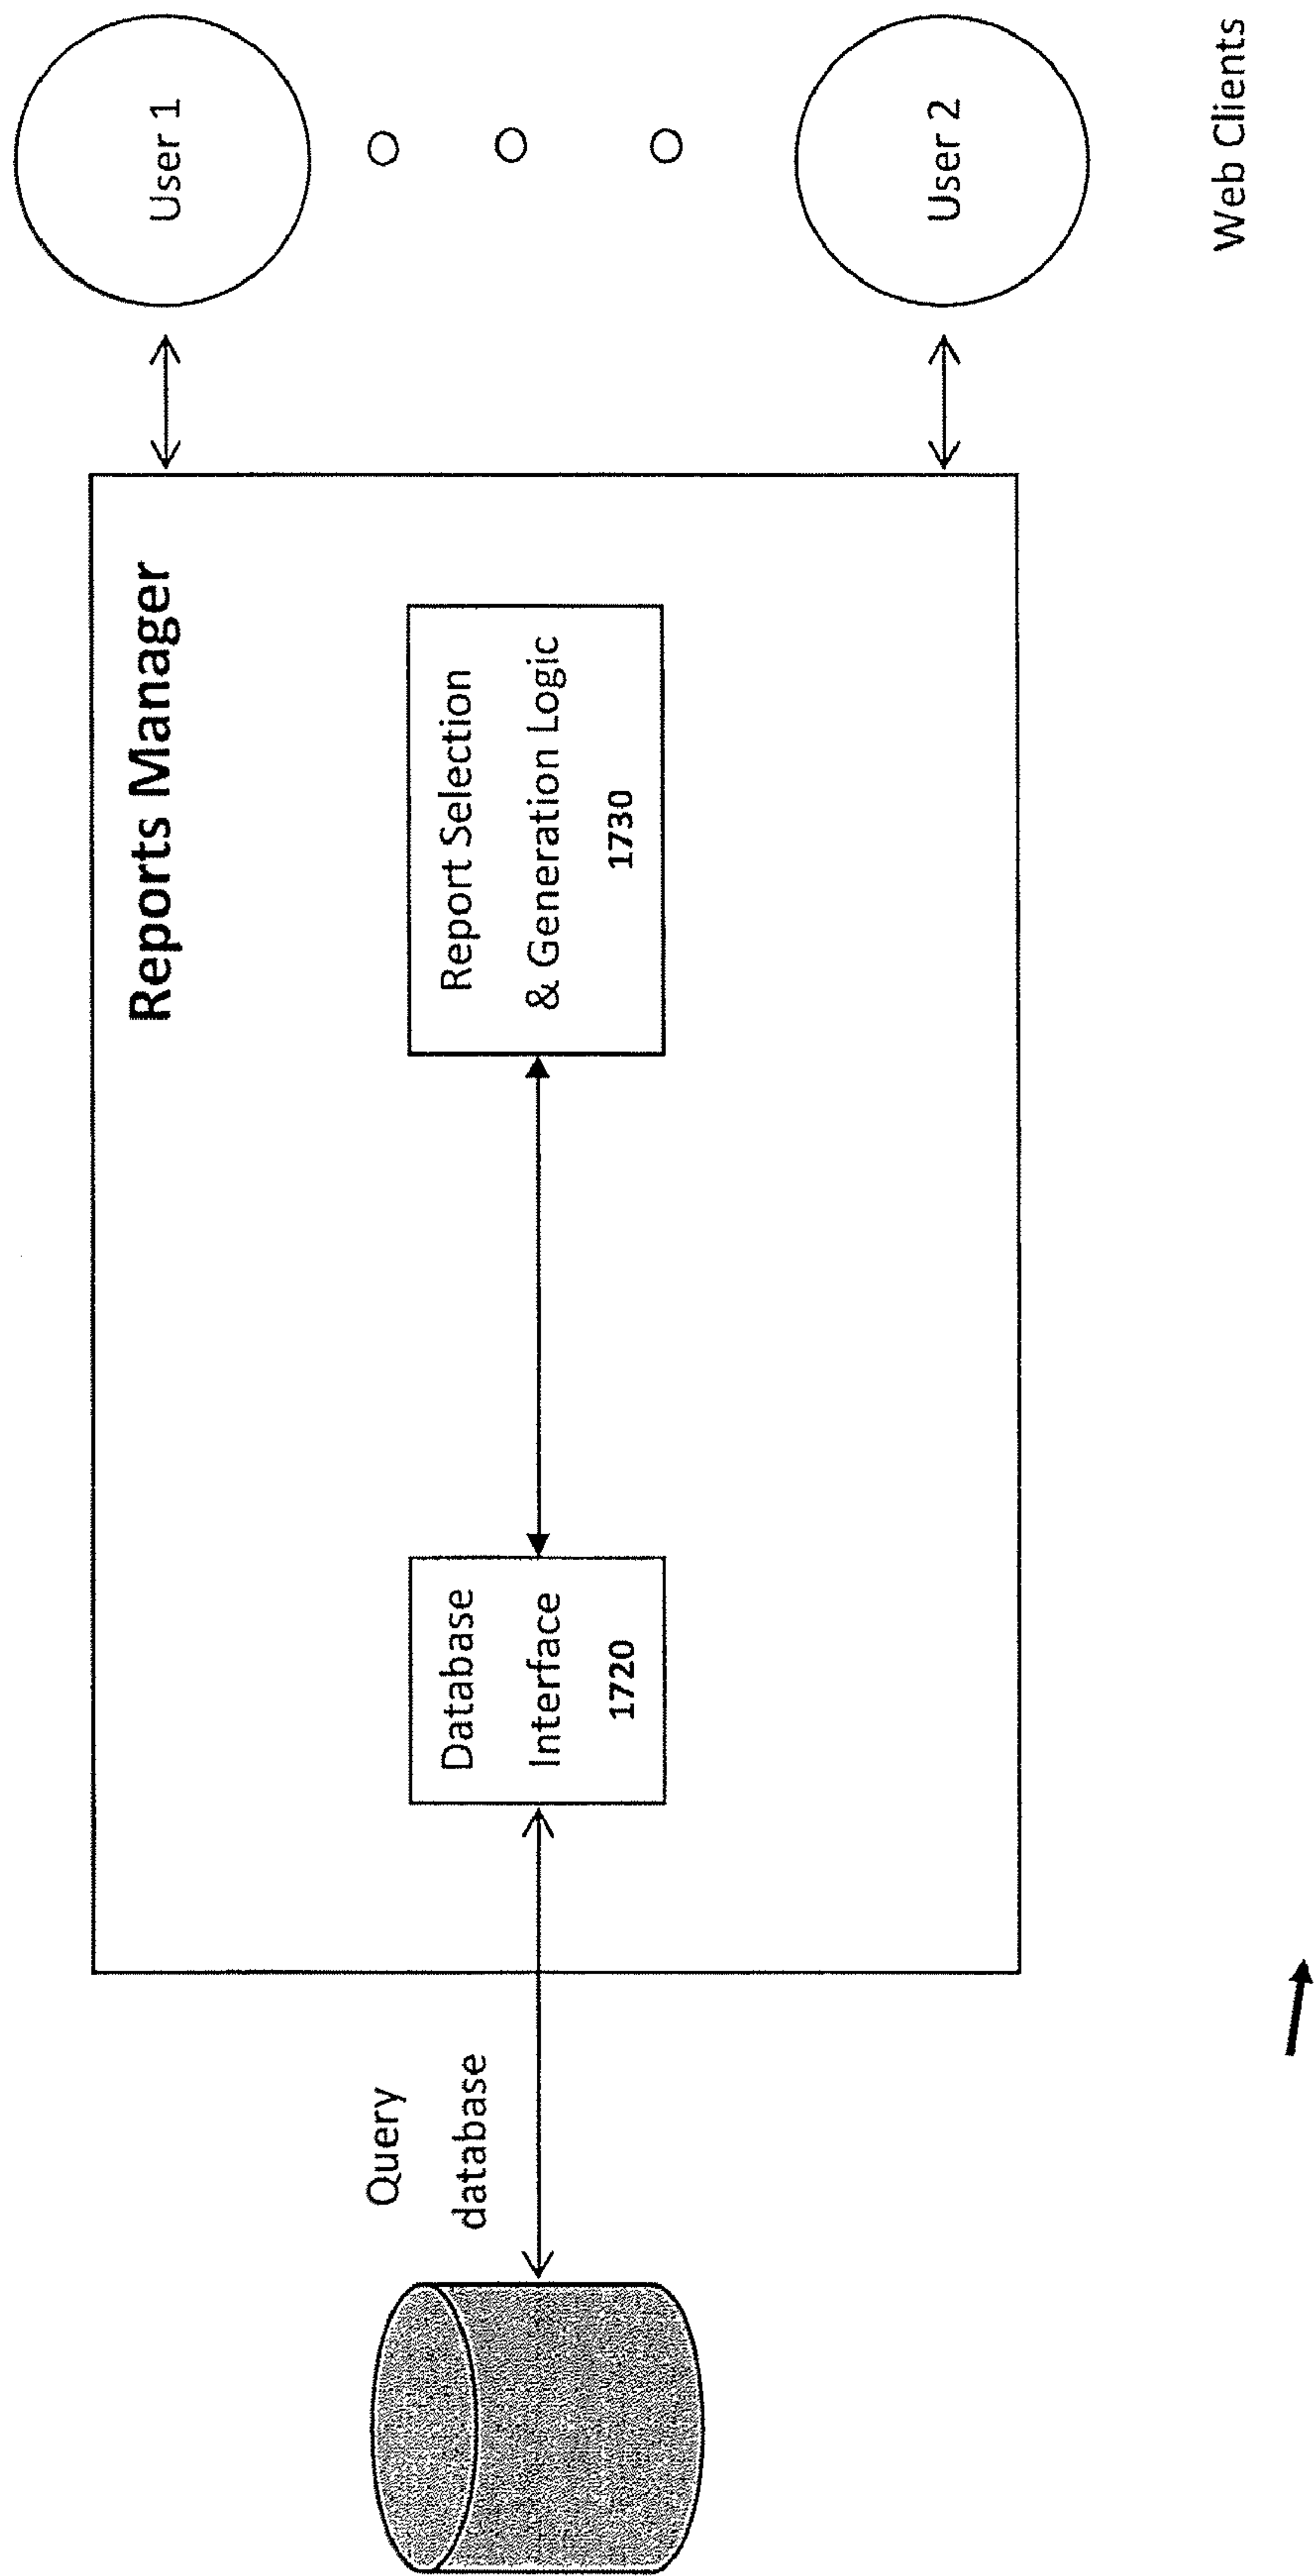 Reports Manager
Query
database
Database
Interface
1720
Report Selection
& Generation Logic
1730
User 1
User 2
Web Clients